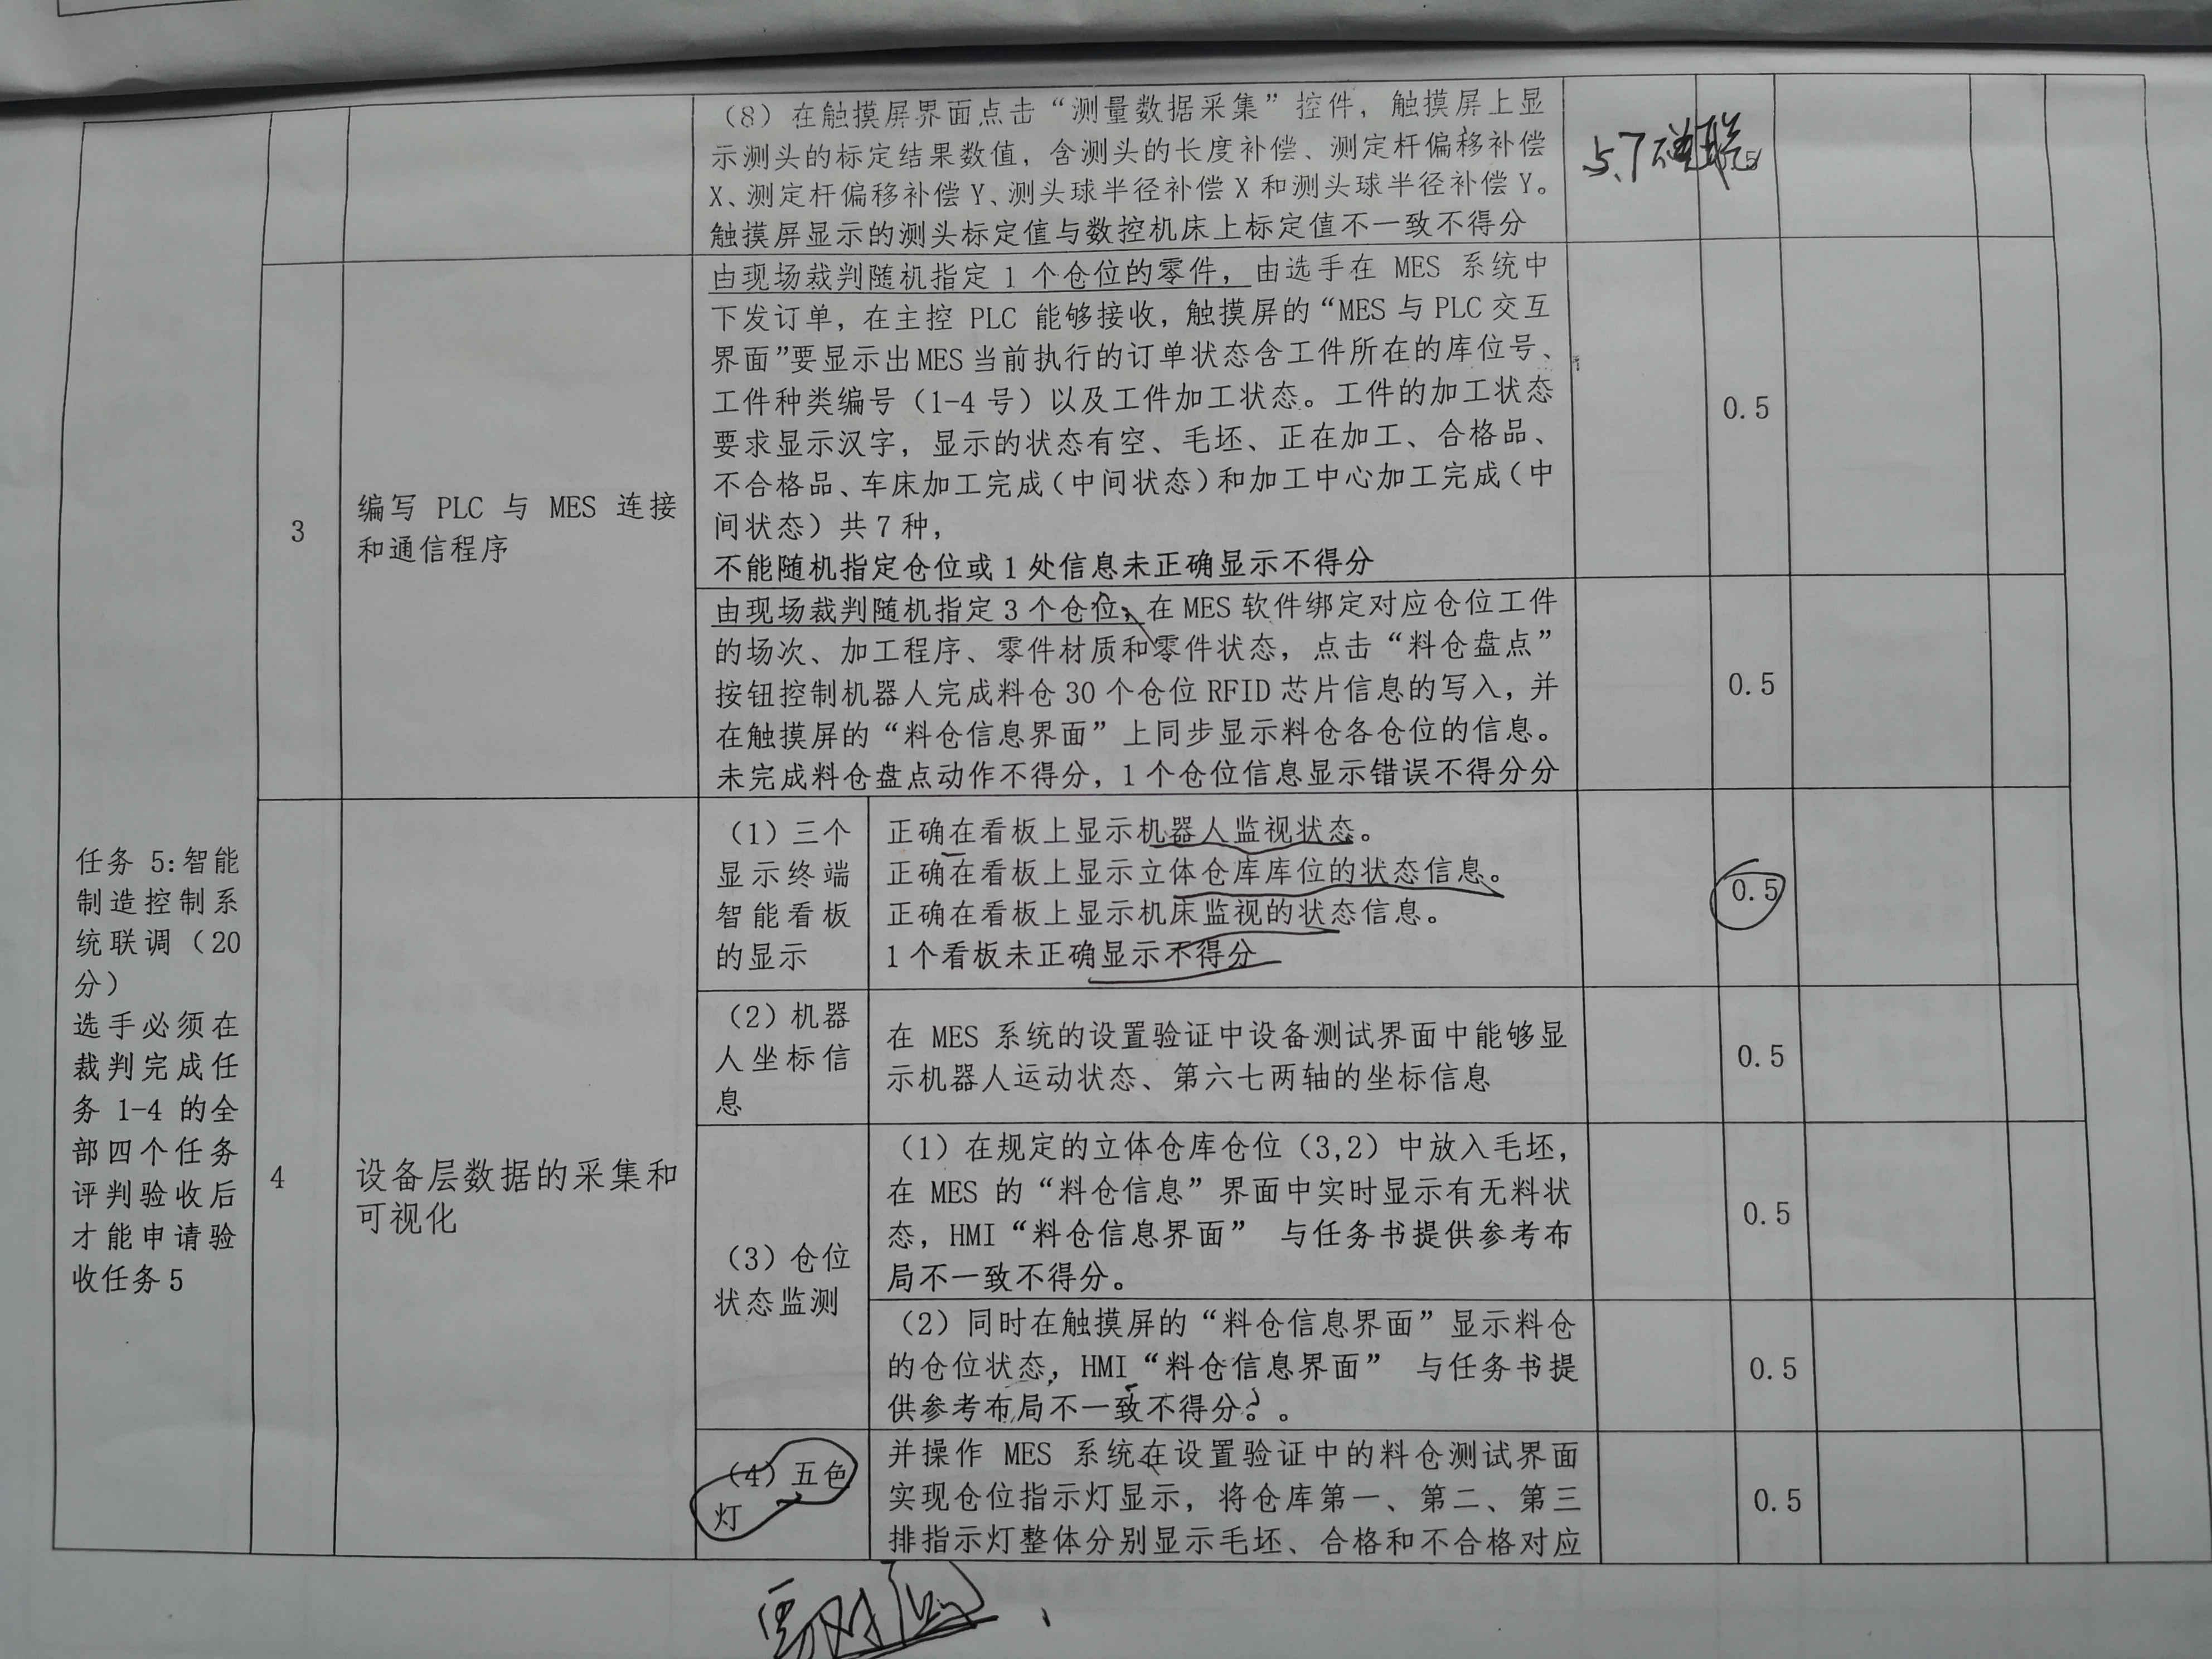 （8）在触摸屏界面点击“测量数据采集”控件，触摸屏上显
示测头的标定结果数值，含测头的长度补偿、测定杆偏移补偿
X、测定杆偏移补偿 Y、测头球半径补偿 X 和测头球半径补偿 Y。
触摸屏显示的测头标定值与数控机床上标定值不一致不得分
5
3
编写 PLC 与 MES 连接
和通信程序
由现场裁判随机指定 1 个仓位的零件，由选手在 MES 系统中
下发订单，在主控 PLC 能够接收，触摸屏的“MES 与 PLC 交互
界面”要显示出 MES 当前执行的订单状态含工件所在的库位号、
工件种类编号（1-4 号）以及工件加工状态。工件的加工状态
要求显示汉字，显示的状态有空、毛坯、正在加工、合格品、
不合格品、车床加工完成（中间状态）和加工中心加工完成（中
间状态）共 7 种，
不能随机指定仓位或 1 处信息未正确显示不得分
0.5
由现场裁判随机指定 3 个仓位，在 MES 软件绑定对应仓位工件
的场次、加工程序、零件材质和零件状态，点击“料仓盘点”
按钮控制机器人完成料仓 30 个仓位 RFID 芯片信息的写入，并
在触摸屏的“料仓信息界面”上同步显示料仓各仓位的信息。
未完成料仓盘点动作不得分，1 个仓位信息显示错误不得分分
0.5
任务 5：智能
制造控制系
统联调（20
分）
选手必须在
裁判完成任
务 1-4 的全
部四个任务
评判验收后
才能申请验
收任务 5
4
设备层数据的采集和
可视化
（1）三个
显示终端
智能看板
的显示
正确在看板上显示机器人监视状态。
正确在看板上显示立体仓库库位的状态信息。
正确在看板上显示机床监视的状态信息。
1 个看板未正确显示不得分
0.5
（2）机器
人坐标信
息
在 MES 系统的设置验证中设备测试界面中能够显
示机器人运动状态、第六七两轴的坐标信息
0.5
（3）仓位
状态监测
（1）在规定的立体仓库仓位（3,2）中放入毛坯，
在 MES 的“料仓信息”界面中实时显示有无料状
态，HMI“料仓信息界面” 与任务书提供参考布
局不一致不得分。
0.5
（2）同时在触摸屏的“料仓信息界面”显示料仓
的仓位状态，HMI“料仓信息界面” 与任务书提
供参考布局不一致不得分。。
0.5
（4）五色
灯
并操作 MES 系统在设置验证中的料仓测试界面
实现仓位指示灯显示，将仓库第一、第二、第三
排指示灯整体分别显示毛坯、合格和不合格对应
0.5